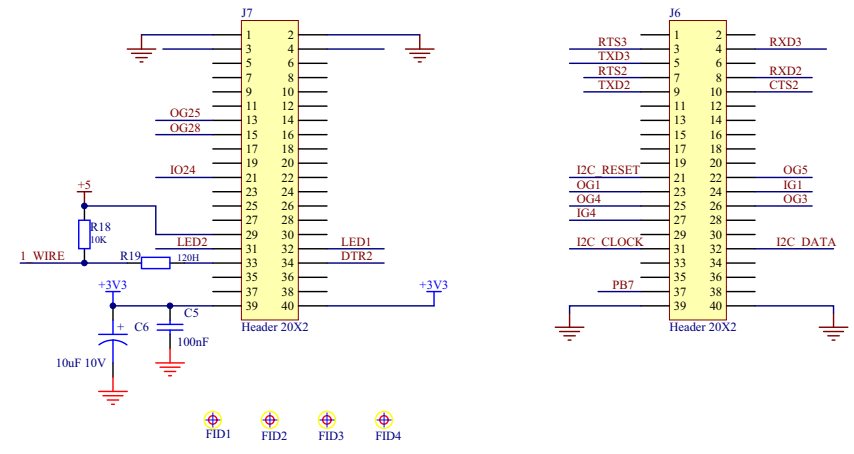 J7
1 2
3 4
5 6
7 8
9 10
11 12
OG25 13 14
OG28 15 16
17 18
19 20
IO24 21 22
23 24
25 26
27 28
29 30
LED2 31 32 LED1
33 34 DTR2
35 36
37 38
39 40
Header 20X2
+5
R18
10K
1_WIRE
R19
120H
+3V3
+3V3
C5
100nF
+
C6
10uF 10V
J6
1 2
RTS3 3 4 RXD3
TXD3 5 6
RTS2 7 8 RXD2
TXD2 9 10 CTS2
11 12
13 14
15 16
17 18
19 20
I2C_RESET 21 22 OG5
OG1 23 24 IG1
OG4 25 26 OG3
IG4 27 28
29 30
I2C_CLOCK 31 32 I2C_DATA
33 34
35 36
PB7 37 38
39 40
Header 20X2
FID1 FID2 FID3 FID4